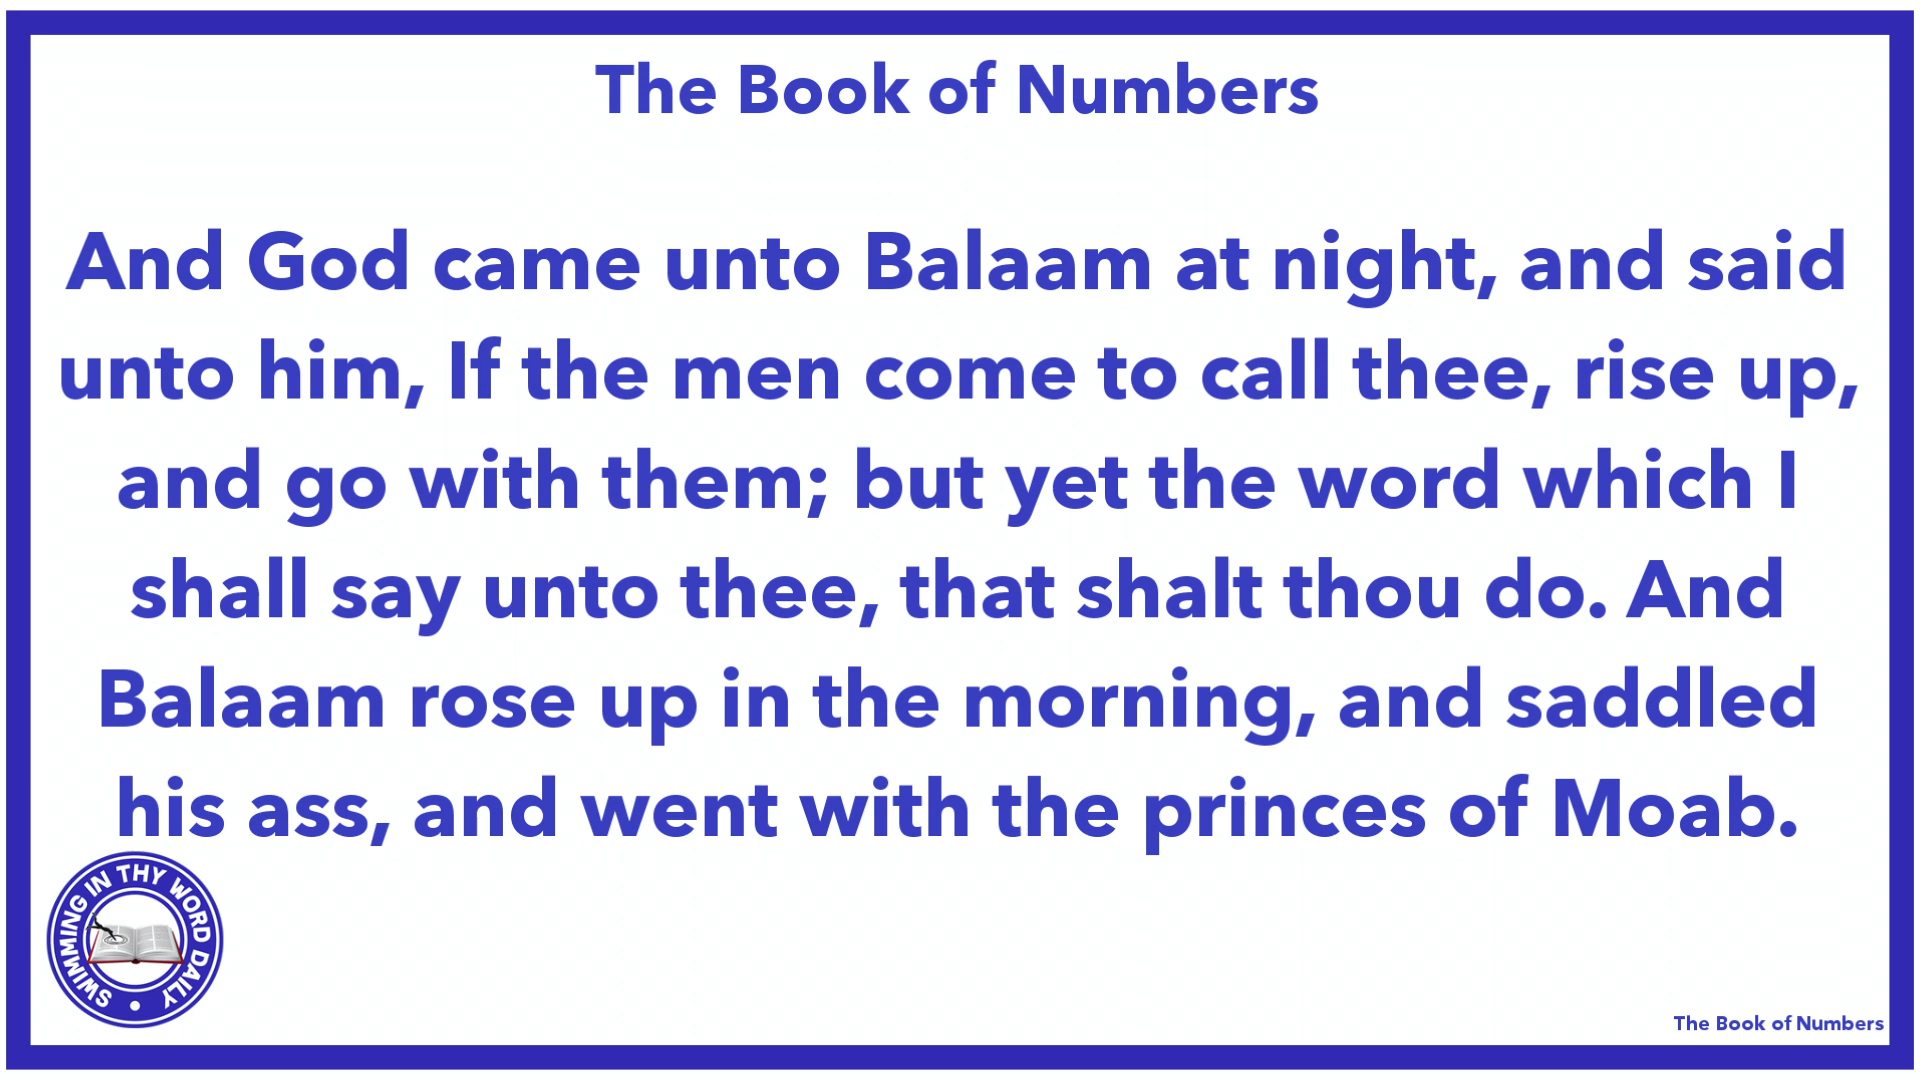 The Book of Numbers
And God came unto Balaam at night, and said
unto him, If the men come to call thee, rise up,
and go with them; but yet the word which I
shall say unto thee, that shalt thou do. And
Balaam rose up in the morning, and saddled
his ass, and went with the princes of Moab.
SWIMMING IN THY WORD DAILY
The Book of Numbers